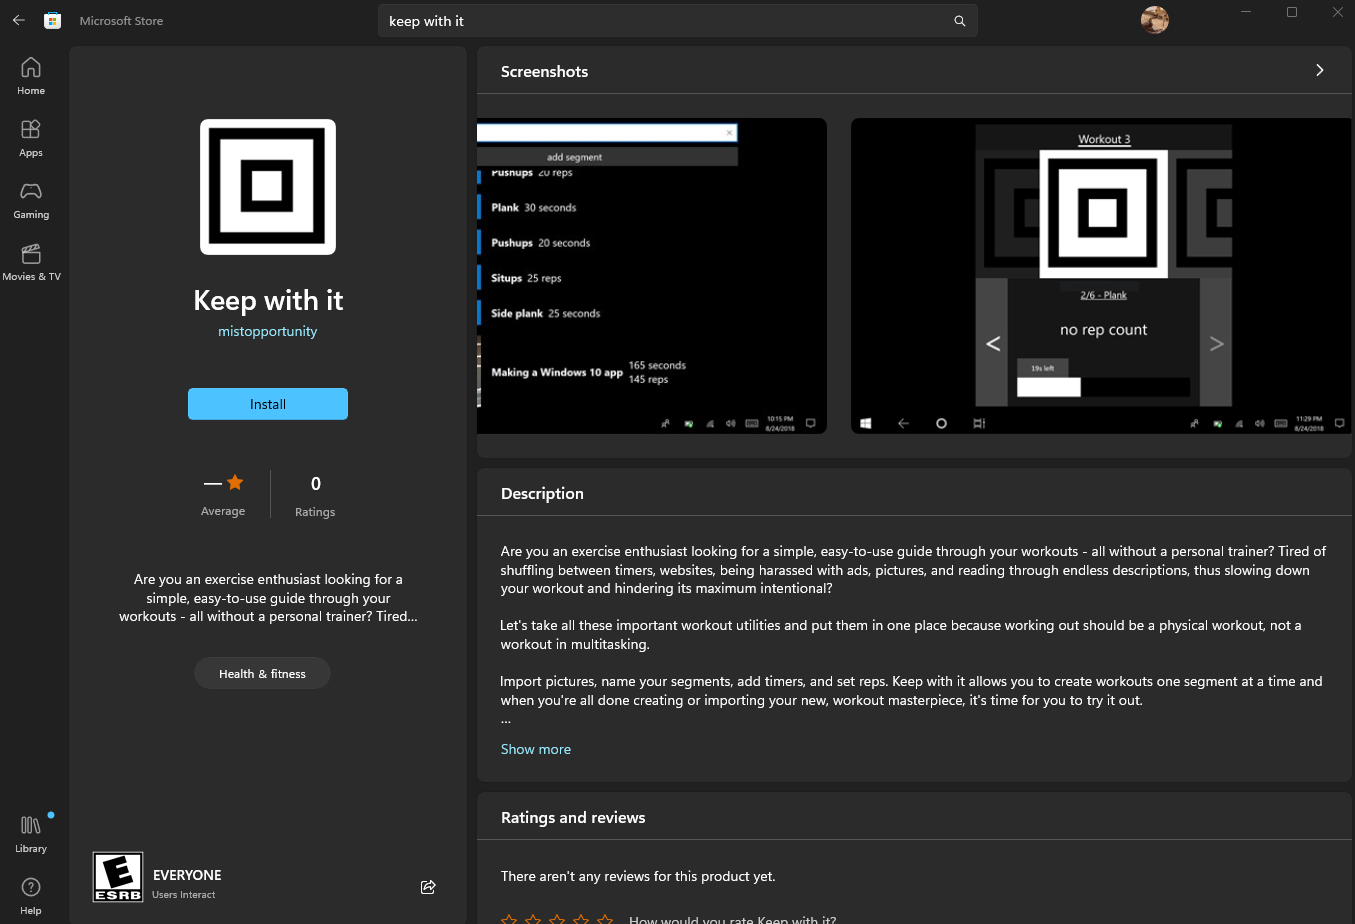 Microsoft Store
keep with it
Home
Apps
Gaming
Movies & TV
Library
Help
Keep with it
mistopportunity
Install
—
Average
0
Ratings
Are you an exercise enthusiast looking for a
simple, easy-to-use guide through your
workouts - all without a personal trainer? Tired...
Health & fitness
E
ESRB
EVERYONE
Users Interact
Screenshots
add segment
Pushups 20 reps
Plank 30 seconds
Pushups 20 seconds
Situps 25 reps
Side plank 25 seconds
Making a Windows 10 app 165 seconds
145 reps
10:15 PM
8/24/2018
Workout 3
2/6 - Plank
no rep count
<
>
19s left
11:29 PM
8/24/2018
Description
Are you an exercise enthusiast looking for a simple, easy-to-use guide through your workouts - all without a personal trainer? Tired of
shuffling between timers, websites, being harassed with ads, pictures, and reading through endless descriptions, thus slowing down
your workout and hindering its maximum intentional?
Let's take all these important workout utilities and put them in one place because working out should be a physical workout, not a
workout in multitasking.
Import pictures, name your segments, add timers, and set reps. Keep with it allows you to create workouts one segment at a time and
when you're all done creating or importing your new, workout masterpiece, it's time for you to try it out.
...
Show more
Ratings and reviews
There aren't any reviews for this product yet.
How would you rate Keep with it?